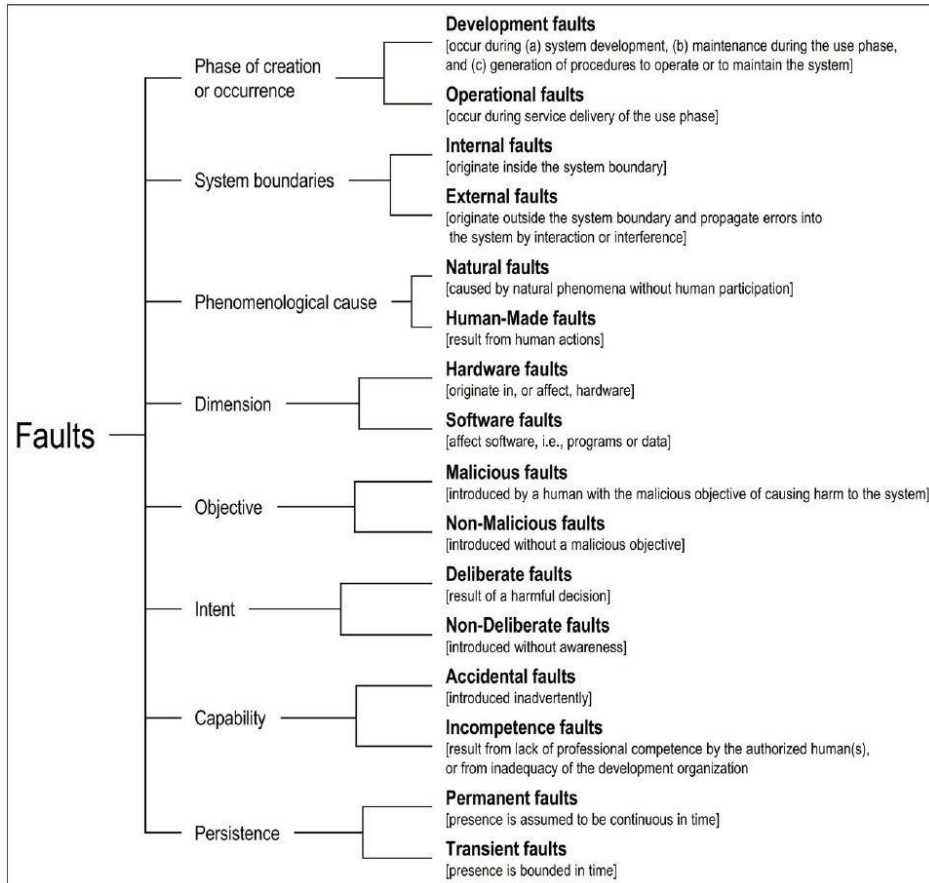 Faults
Phase of creation
or occurrence
Development faults
[occur during (a) system development, (b) maintenance during the use phase,
and (c) generation of procedures to operate or to maintain the system]
Operational faults
[occur during service delivery of the use phase]
System boundaries
Internal faults
[originate inside the system boundary]
External faults
[originate outside the system boundary and propagate errors into
the system by interaction or interference]
Phenomenological cause
Natural faults
[caused by natural phenomena without human participation]
Human-Made faults
[result from human actions]
Dimension
Hardware faults
[originate in, or affect, hardware]
Software faults
[affect software, i.e., programs or data]
Objective
Malicious faults
[introduced by a human with the malicious objective of causing harm to the system]
Non-Malicious faults
[introduced without a malicious objective]
Intent
Deliberate faults
[result of a harmful decision]
Non-Deliberate faults
[introduced without awareness]
Capability
Accidental faults
[introduced inadvertently]
Incompetence faults
[result from lack of professional competence by the authorized human(s),
or from inadequacy of the development organization
Persistence
Permanent faults
[presence is assumed to be continuous in time]
Transient faults
[presence is bounded in time]